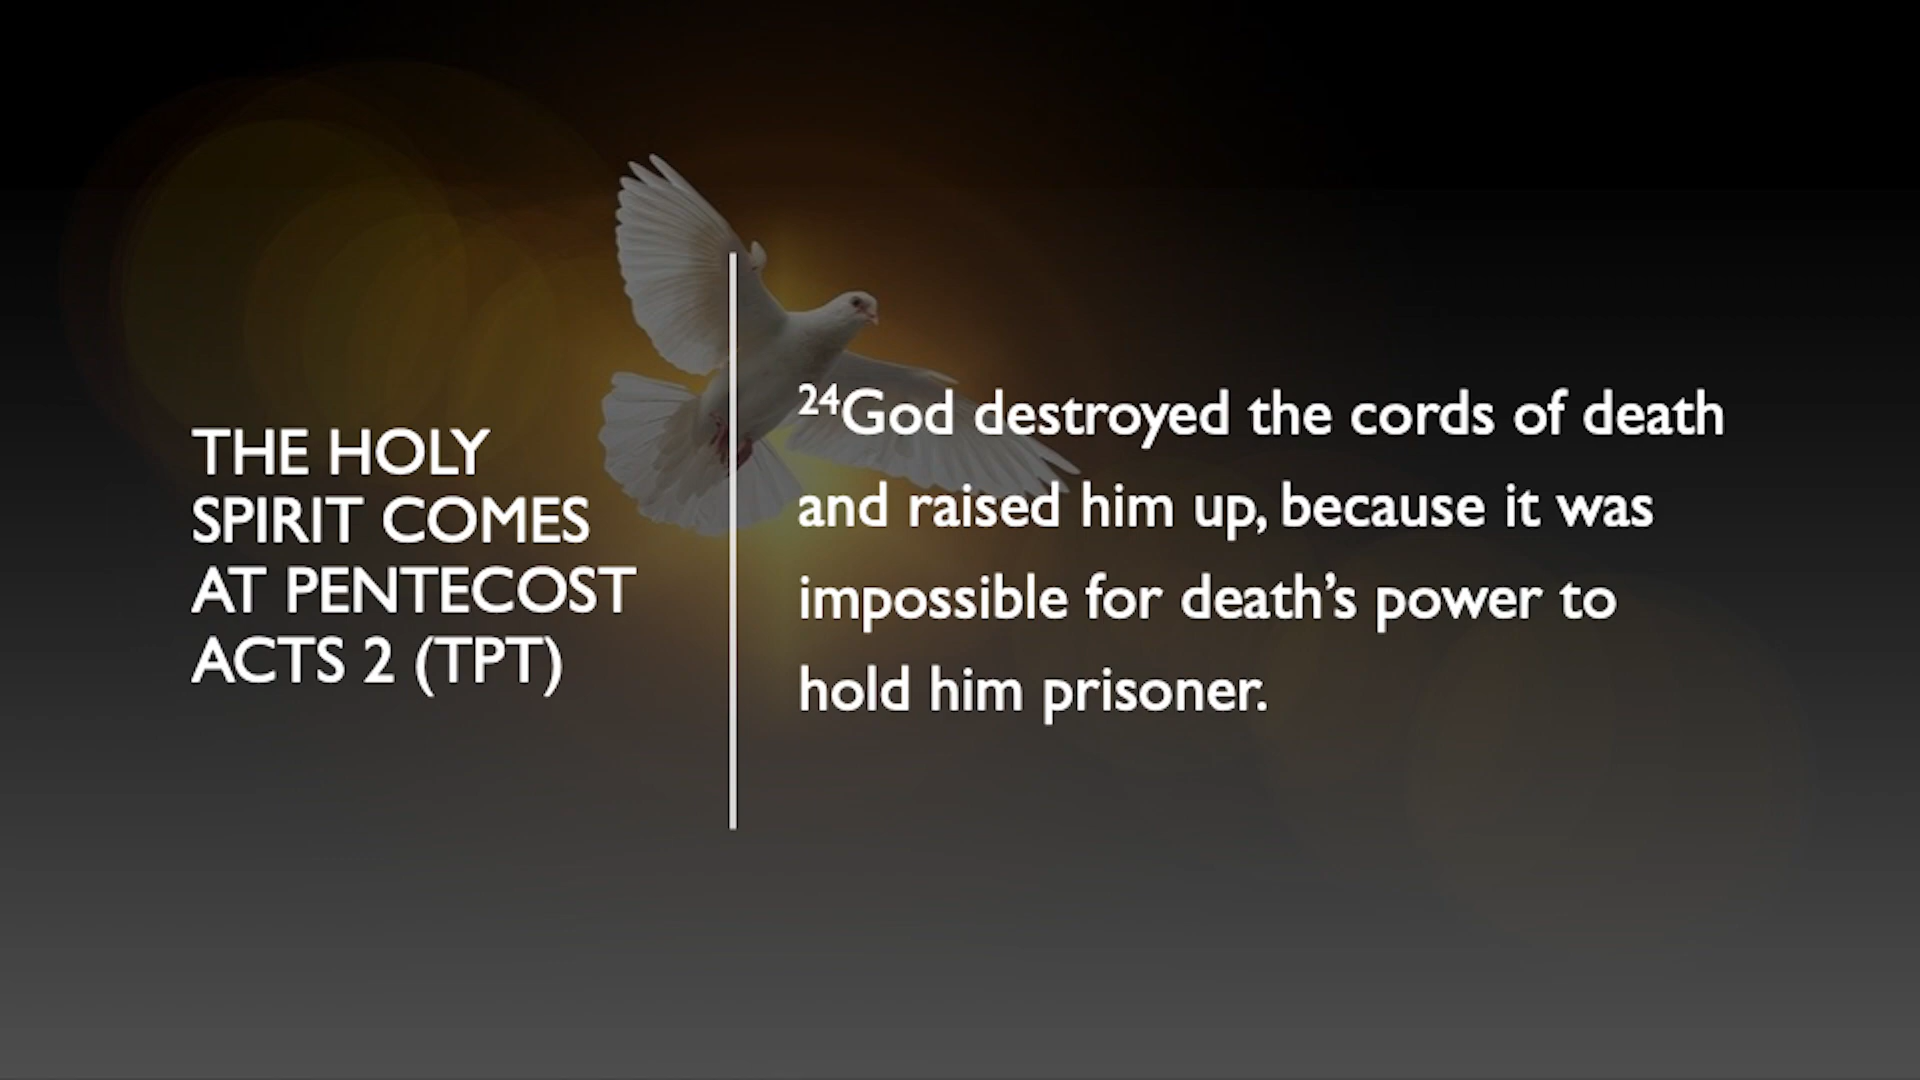 THE HOLY
SPIRIT COMES
AT PENTECOST
ACTS 2 (TPT)
²⁴God destroyed the cords of death
and raised him up, because it was
impossible for death’s power to
hold him prisoner.